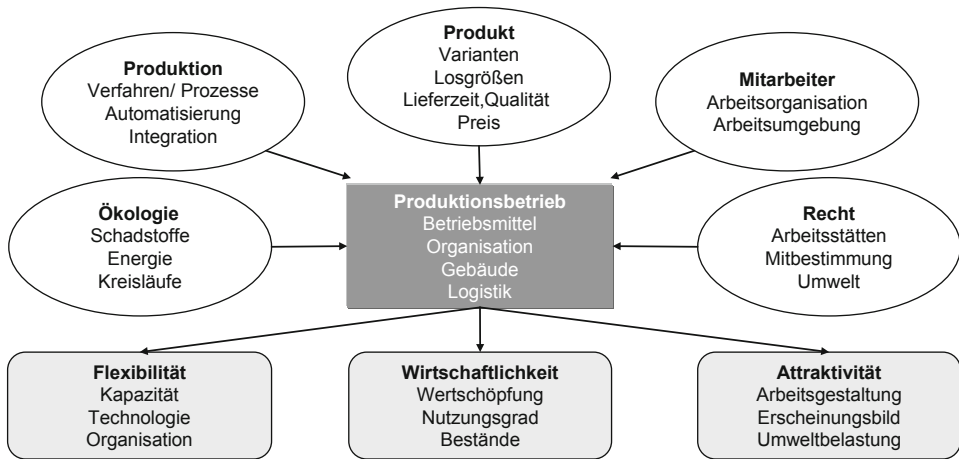 Produkt
Varianten
Losgrößen
Lieferzeit,Qualität
Preis
Produktion
Verfahren/ Prozesse
Automatisierung
Integration
Mitarbeiter
Arbeitsorganisation
Arbeitsumgebung
Ökologie
Schadstoffe
Energie
Kreisläufe
Produktionsbetrieb
Betriebsmittel
Organisation
Gebäude
Logistik
Recht
Arbeitsstätten
Mitbestimmung
Umwelt
Flexibilität
Kapazität
Technologie
Organisation
Wirtschaftlichkeit
Wertschöpfung
Nutzungsgrad
Bestände
Attraktivität
Arbeitsgestaltung
Erscheinungsbild
Umweltbelastung